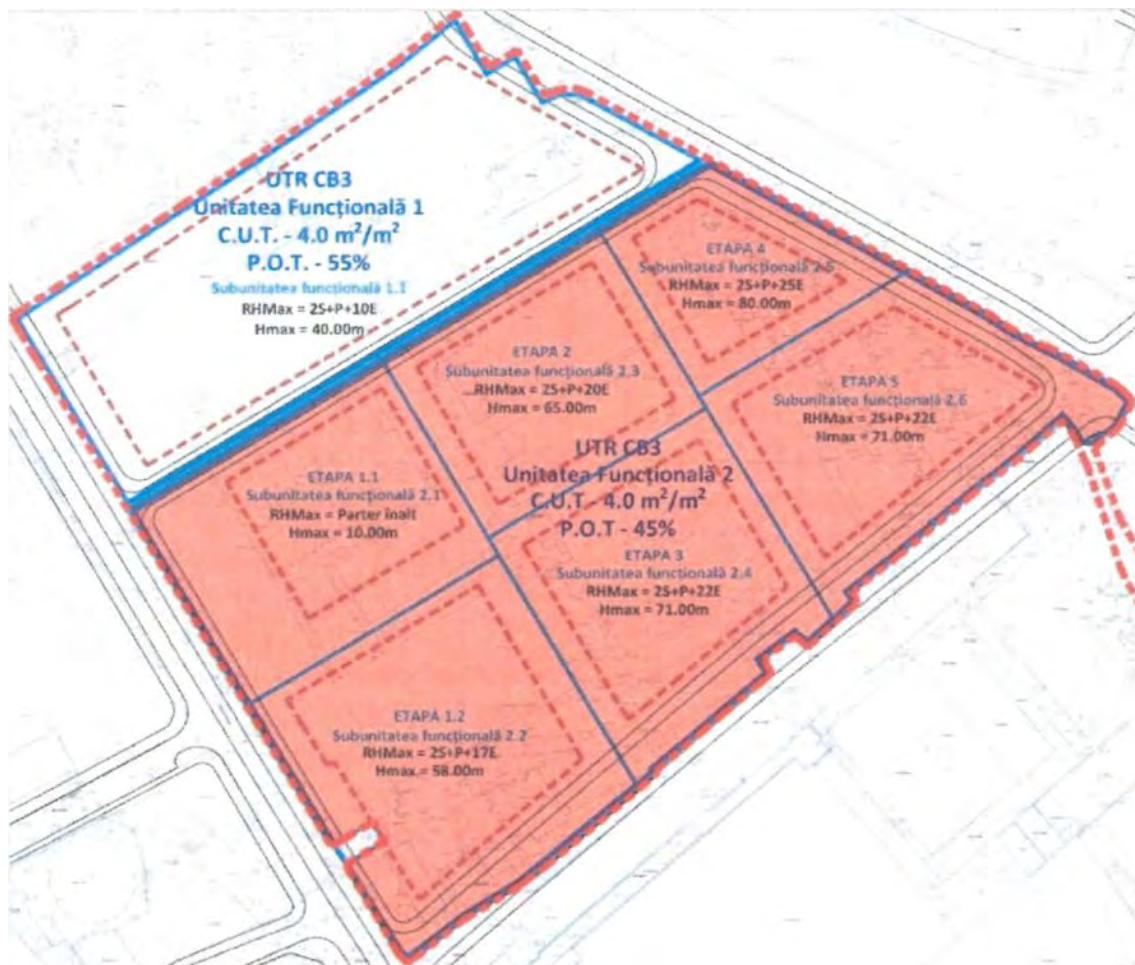 UTR CB3
Unitatea Funcțională 1
C.U.T. - 4.0 m²/m²
P.O.T. - 55%
Subunitatea funcțională 1.1
RHMax = 2S+P+10E
Hmax = 40.00m
ETAPA 4
Subunitatea funcțională 2.5
RHMax = 2S+P+25E
Hmax = 80.00m
ETAPA 2
Subunitatea funcțională 2.3
RHMax = 2S+P+20E
Hmax = 65.00m
ETAPA 5
Subunitatea funcțională 2.6
RHMax = 2S+P+22E
Hmax = 71.00m
UTR CB3
Unitatea Funcțională 2
C.U.T.- 4.0 m²/m²
P.O.T - 45%
ETAPA 1.1
Subunitatea funcțională 2.1
RHMax = Parter înalt
Hmax = 10.00m
ETAPA 3
Subunitatea funcțională 2.4
RHMax = 2S+P+22E
Hmax = 71.00m
ETAPA 1.2
Subunitatea funcțională 2.2
RHMax = 2S+P+17E
Hmax = 58.00m